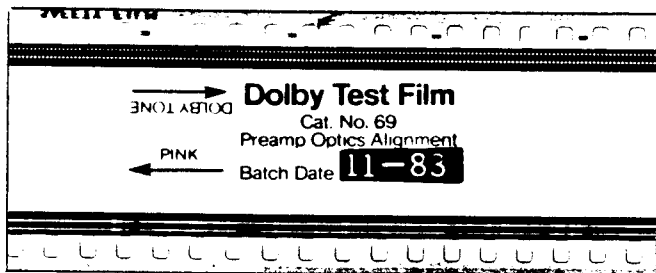 Dolby Test Film
DOLBY TONE
Cat. No. 69
Preamp Optics Alignment
PINK
Batch Date 11-83